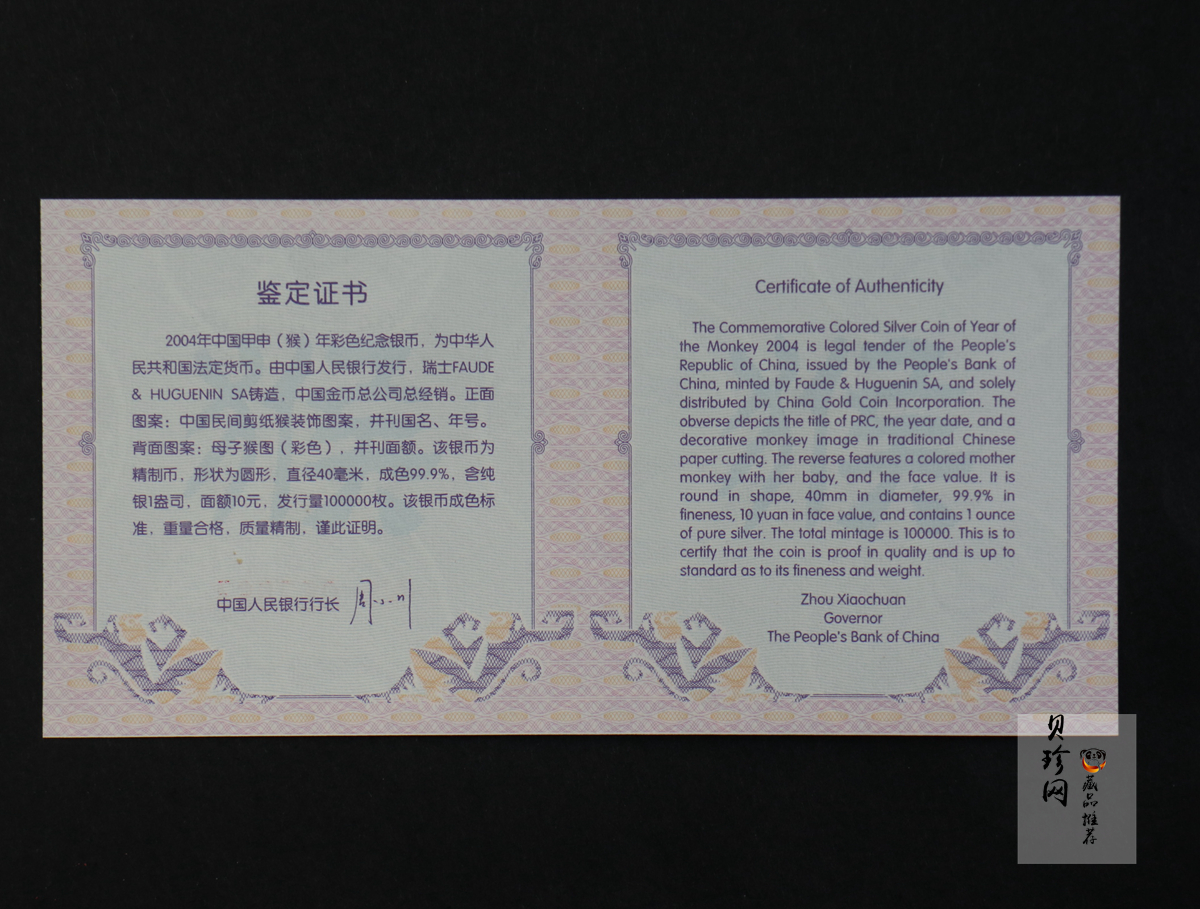 鉴定证书
2004年中国甲申（猴）年彩色纪念银币，为中华人
民共和国法定货币。由中国人民银行发行，瑞士FAUDE
& HUGUENIN SA铸造，中国金币总公司总经销。正面
图案：中国民间剪纸猴装饰图案，并刊国名、年号。
背面图案：母子猴图（彩色），并刊面额。该银币为
精制币，形状为圆形，直径40毫米，成色99.9%，含纯
银1盎司，面额10元，发行量100000枚。该银币成色标
准，重量合格，质量精制，谨此证明。
中国人民银行行长 周小川
Certificate of Authenticity
The Commemorative Colored Silver Coin of Year of
the Monkey 2004 is legal tender of the People's
Republic of China, issued by the People's Bank of
China, minted by Faude & Huguenin SA, and solely
distributed by China Gold Coin Incorporation. The
obverse depicts the title of PRC, the year date, and a
decorative monkey image in traditional Chinese
paper cutting. The reverse features a colored mother
monkey with her baby, and the face value. It is
round in shape, 40mm in diameter, 99.9% in
fineness, 10 yuan in face value, and contains 1 ounce
of pure silver. The total mintage is 100000. This is to
certify that the coin is proof in quality and is up to
standard as to its fineness and weight.
Zhou Xiaochuan
Governor
The People's Bank of China
贝珍网
藏品推荐